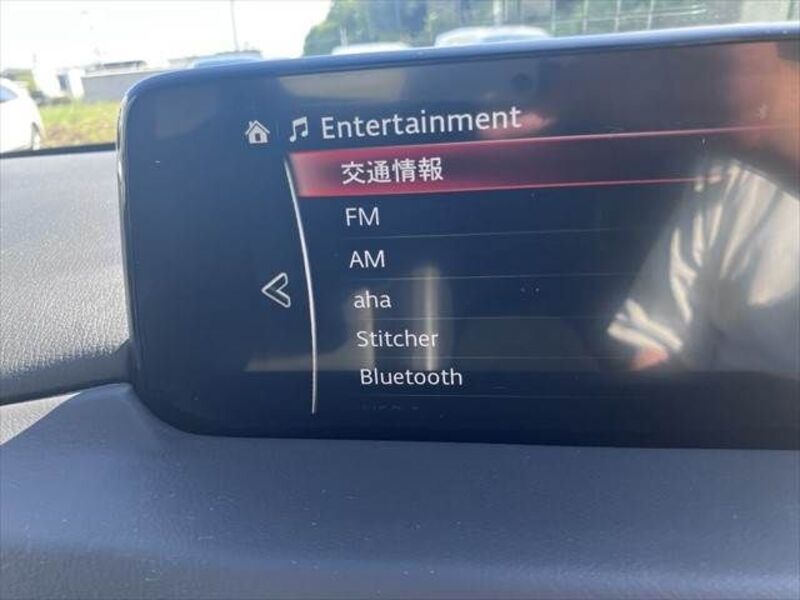 Entertainment
交通情報
FM
AM
aha
Stitcher
Bluetooth